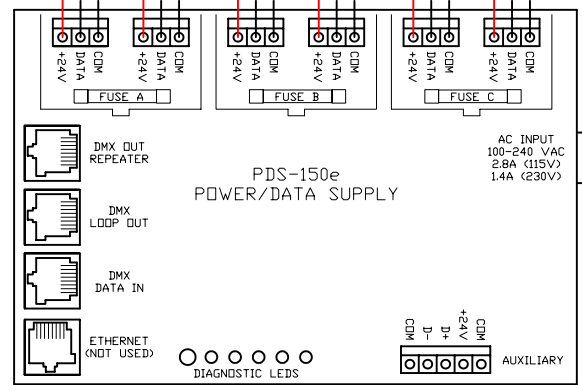 +24V DATA COM +24V DATA COM +24V DATA COM +24V DATA COM +24V DATA COM +24V DATA COM
FUSE A FUSE B FUSE C
DMX OUT
REPEATER
AC INPUT
100-240 VAC
2.8A (115V)
1.4A (230V)
PDS-150e
POWER/DATA SUPPLY
DMX
LOOP OUT
DMX
DATA IN
ETHERNET
(NOT USED)
DIAGNOSTIC LEDS
COM D- D+ +24V COM
AUXILIARY